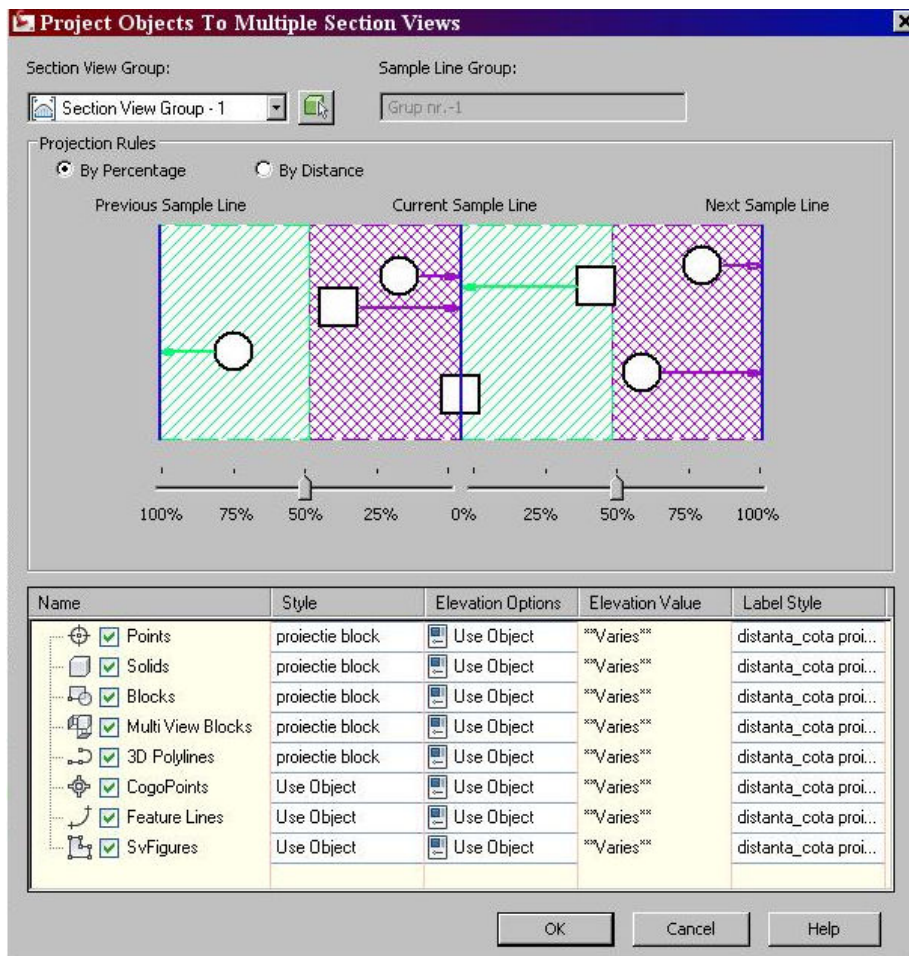 Project Objects To Multiple Section Views
Section View Group: Sample Line Group:
Section View Group - 1 Grup nr.-1
Projection Rules
By Percentage By Distance
Previous Sample Line Current Sample Line Next Sample Line
100% 75% 50% 25% 0% 25% 50% 75% 100%
Name Style Elevation Options Elevation Value Label Style
Points proiectie block Use Object **Varies** distanta_cota proi...
Solids proiectie block Use Object **Varies** distanta_cota proi...
Blocks proiectie block Use Object **Varies** distanta_cota proi...
Multi View Blocks proiectie block Use Object **Varies** distanta_cota proi...
3D Polylines proiectie block Use Object **Varies** distanta_cota proi...
CogoPoints Use Object Use Object **Varies** distanta_cota proi...
Feature Lines Use Object Use Object **Varies** distanta_cota proi...
SvFigures Use Object Use Object **Varies** distanta_cota proi...
OK Cancel Help